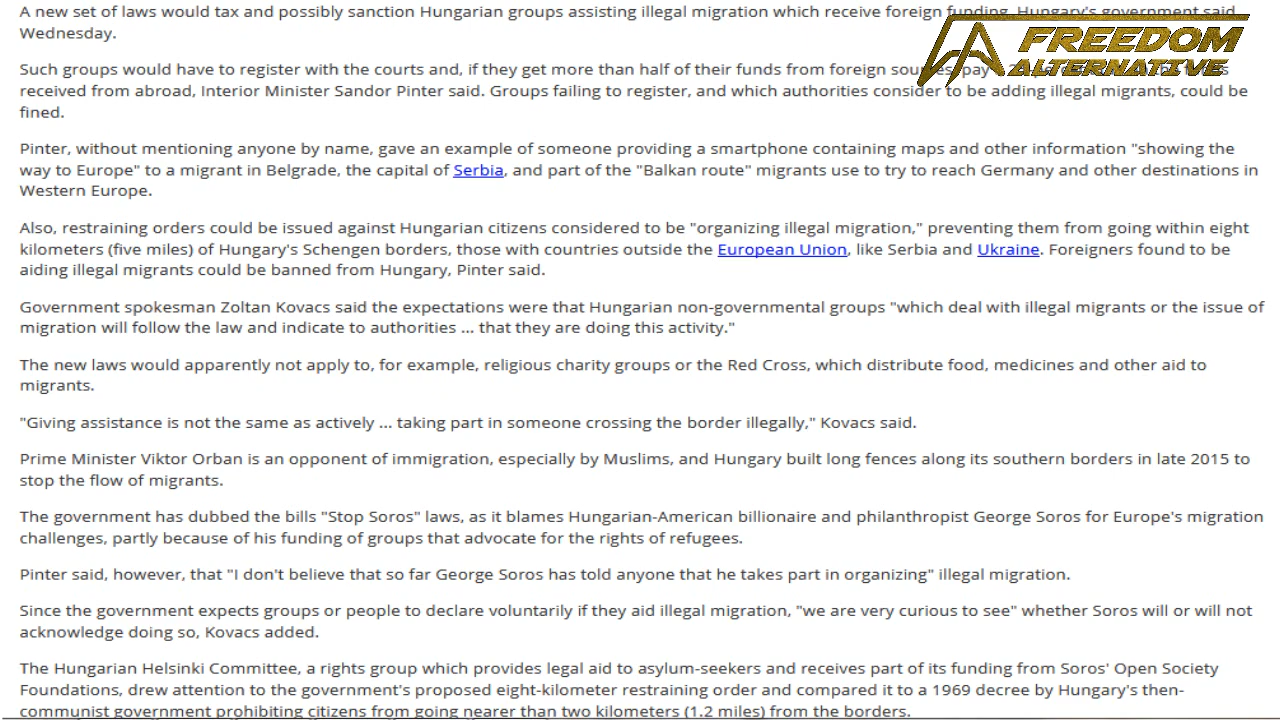 A new set of laws would tax and possibly sanction Hungarian groups assisting illegal migration which receive foreign funding, Hungary's government said
Wednesday.
FREEDOM
ALTERNATIVE
Such groups would have to register with the courts and, if they get more than half of their funds from foreign sources, pay
received from abroad, Interior Minister Sandor Pinter said. Groups failing to register, and which authorities consider to be adding illegal migrants, could be
fined.
Pinter, without mentioning anyone by name, gave an example of someone providing a smartphone containing maps and other information "showing the
way to Europe" to a migrant in Belgrade, the capital of Serbia, and part of the "Balkan route" migrants use to try to reach Germany and other destinations in
Western Europe.
Also, restraining orders could be issued against Hungarian citizens considered to be "organizing illegal migration," preventing them from going within eight
kilometers (five miles) of Hungary's Schengen borders, those with countries outside the European Union, like Serbia and Ukraine. Foreigners found to be
aiding illegal migrants could be banned from Hungary, Pinter said.
Government spokesman Zoltan Kovacs said the expectations were that Hungarian non-governmental groups "which deal with illegal migrants or the issue of
migration will follow the law and indicate to authorities ... that they are doing this activity."
The new laws would apparently not apply to, for example, religious charity groups or the Red Cross, which distribute food, medicines and other aid to
migrants.
"Giving assistance is not the same as actively ... taking part in someone crossing the border illegally," Kovacs said.
Prime Minister Viktor Orban is an opponent of immigration, especially by Muslims, and Hungary built long fences along its southern borders in late 2015 to
stop the flow of migrants.
The government has dubbed the bills "Stop Soros" laws, as it blames Hungarian-American billionaire and philanthropist George Soros for Europe's migration
challenges, partly because of his funding of groups that advocate for the rights of refugees.
Pinter said, however, that "I don't believe that so far George Soros has told anyone that he takes part in organizing" illegal migration.
Since the government expects groups or people to declare voluntarily if they aid illegal migration, "we are very curious to see" whether Soros will or will not
acknowledge doing so, Kovacs added.
The Hungarian Helsinki Committee, a rights group which provides legal aid to asylum-seekers and receives part of its funding from Soros' Open Society
Foundations, drew attention to the government's proposed eight-kilometer restraining order and compared it to a 1969 decree by Hungary's then-
communist government prohibiting citizens from going nearer than two kilometers (1.2 miles) from the borders.